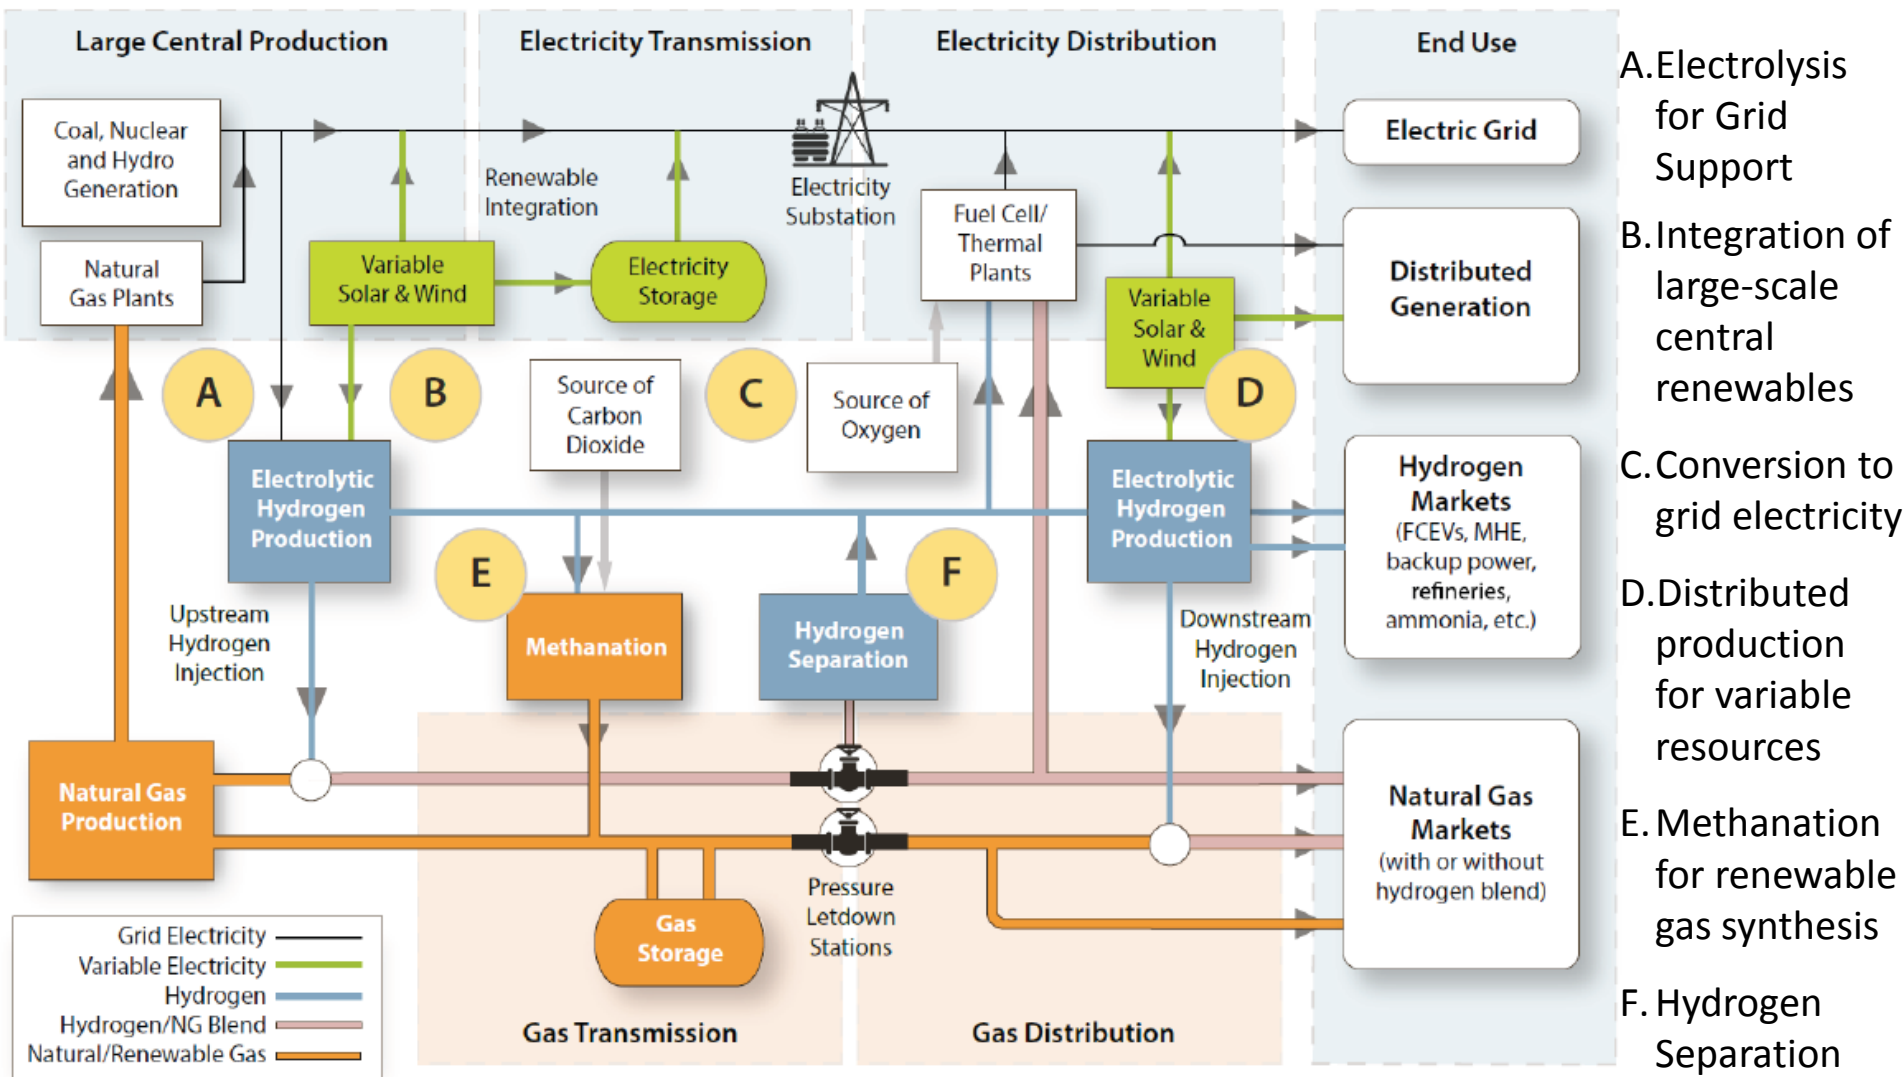 Large Central Production
Electricity Transmission
Electricity Distribution
End Use
Coal, Nuclear
and Hydro
Generation
Natural
Gas Plants
Variable
Solar & Wind
Renewable
Integration
Electricity
Storage
Electricity
Substation
Fuel Cell/
Thermal
Plants
Variable
Solar &
Wind
Electric Grid
Distributed
Generation
A
B
Source of
Carbon
Dioxide
C
Source of
Oxygen
D
Electrolytic
Hydrogen
Production
Electrolytic
Hydrogen
Production
Hydrogen
Markets
(FCEVs, MHE,
backup power,
refineries,
ammonia, etc.)
E
F
Upstream
Hydrogen
Injection
Methanation
Hydrogen
Separation
Downstream
Hydrogen
Injection
Natural Gas
Production
Natural Gas
Markets
(with or without
hydrogen blend)
Gas
Storage
Pressure
Letdown
Stations
Grid Electricity
Variable Electricity
Hydrogen
Hydrogen/NG Blend
Natural/Renewable Gas
Gas Transmission
Gas Distribution
A.Electrolysis
for Grid
Support
B.Integration of
large-scale
central
renewables
C.Conversion to
grid electricity
D.Distributed
production
for variable
resources
E.Methanation
for renewable
gas synthesis
F.Hydrogen
Separation